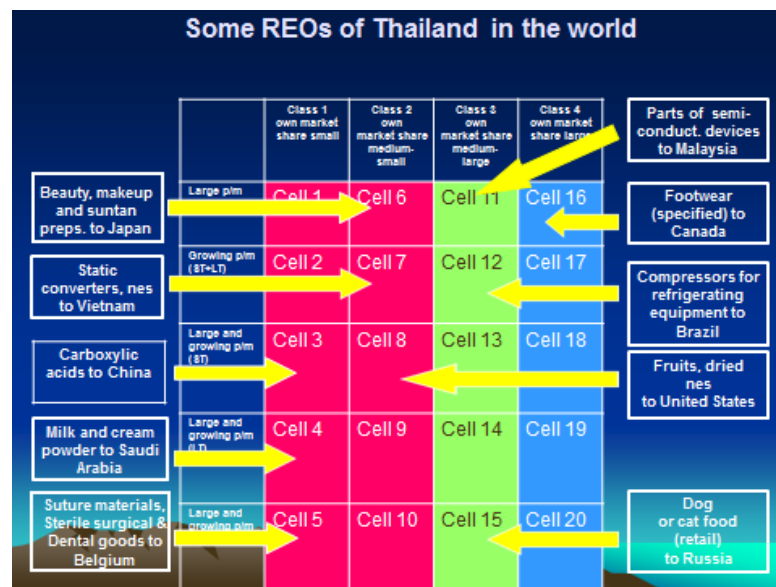 Some REOs of Thailand in the world
Class 1
own market
share small
Class 2
own
market share
medium-
small
Class 3
own
market share
medium-
large
Class 4
own market
share large
Parts of semi-
conduct. devices
to Malaysia
Beauty, makeup
and suntan
preps. to Japan
Large p/m
Cell 1
Cell 6
Cell 11
Cell 16
Footwear
(specified) to
Canada
Static
converters, nes
to Vietnam
Growing p/m
(ST+LT)
Cell 2
Cell 7
Cell 12
Cell 17
Compressors for
refrigerating
equipment to
Brazil
Carboxylic
acids to China
Large and
growing p/m
(ST)
Cell 3
Cell 8
Cell 13
Cell 18
Fruits, dried
nes
to United States
Milk and cream
powder to Saudi
Arabia
Large and
growing p/m
(LT)
Cell 4
Cell 9
Cell 14
Cell 19
Suture materials,
Sterile surgical &
Dental goods to
Belgium
Large and
growing p/m
Cell 5
Cell 10
Cell 15
Cell 20
Dog
or cat food
(retail)
to Russia